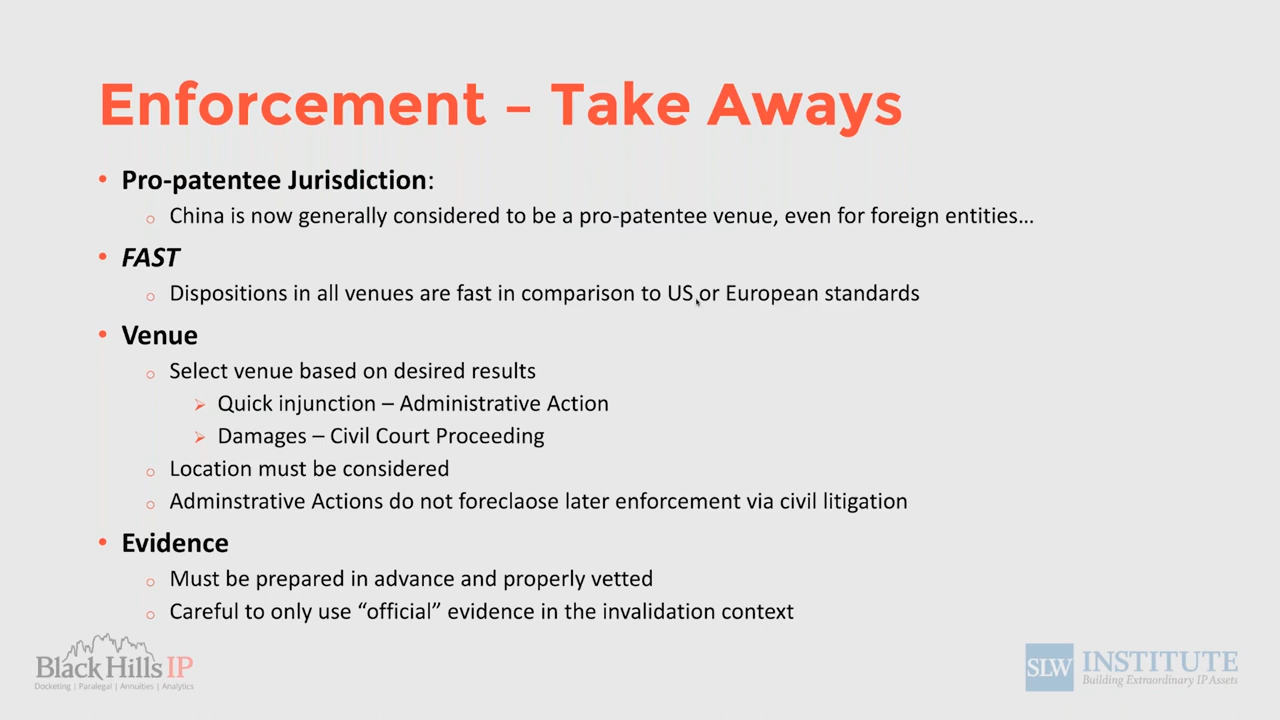 Enforcement – Take Aways
• Pro-patentee Jurisdiction:
○ China is now generally considered to be a pro-patentee venue, even for foreign entities…
• FAST
○ Dispositions in all venues are fast in comparison to US or European standards
• Venue
○ Select venue based on desired results
➢ Quick injunction – Administrative Action
➢ Damages – Civil Court Proceeding
○ Location must be considered
○ Adminstrative Actions do not foreclaose later enforcement via civil litigation
• Evidence
○ Must be prepared in advance and properly vetted
○ Careful to only use “official” evidence in the invalidation context
Black Hills IP
Docketing | Paralegal | Annuities | Analytics
SLW INSTITUTE
Building Extraordinary IP Assets